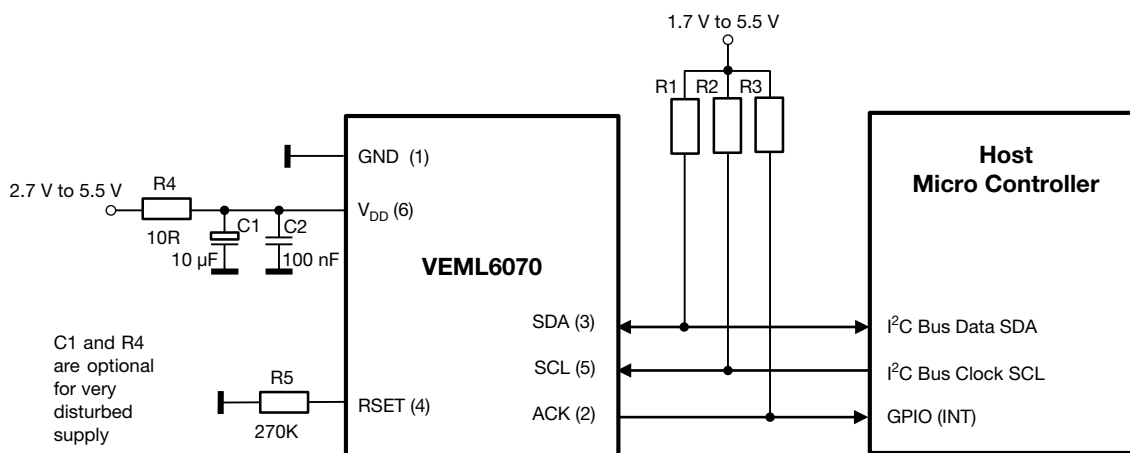 1.7 V to 5.5 V
R1 R2 R3
Host
Micro Controller
GND (1)
2.7 V to 5.5 V
R4
10R
C1
10 µF
C2
100 nF
V_DD (6)
VEML6070
SDA (3)
I²C Bus Data SDA
SCL (5)
I²C Bus Clock SCL
ACK (2)
GPIO (INT)
C1 and R4
are optional
for very
disturbed
supply
R5
270K
RSET (4)